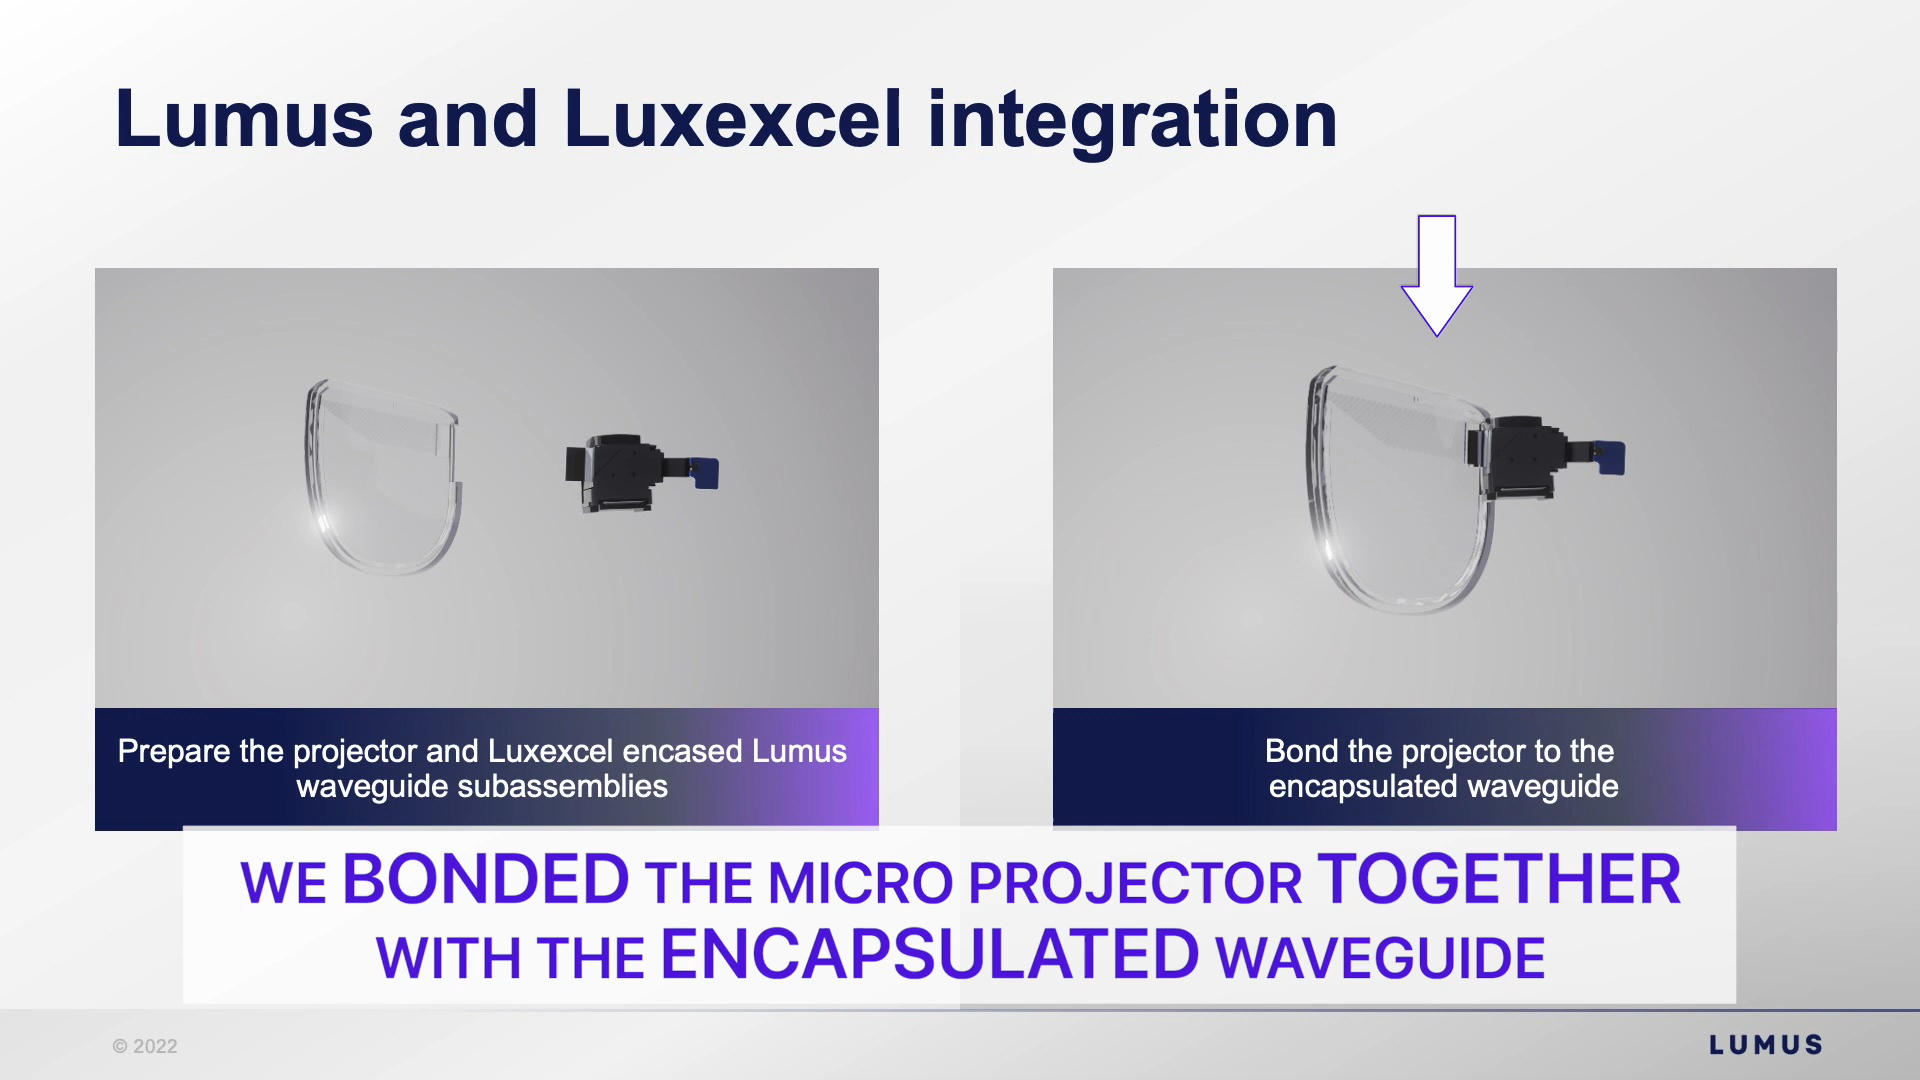 Lumus and Luxexcel integration
Prepare the projector and Luxexcel encased Lumus
waveguide subassemblies
Bond the projector to the
encapsulated waveguide
WE BONDED THE MICRO PROJECTOR TOGETHER
WITH THE ENCAPSULATED WAVEGUIDE
© 2022
LUMUS